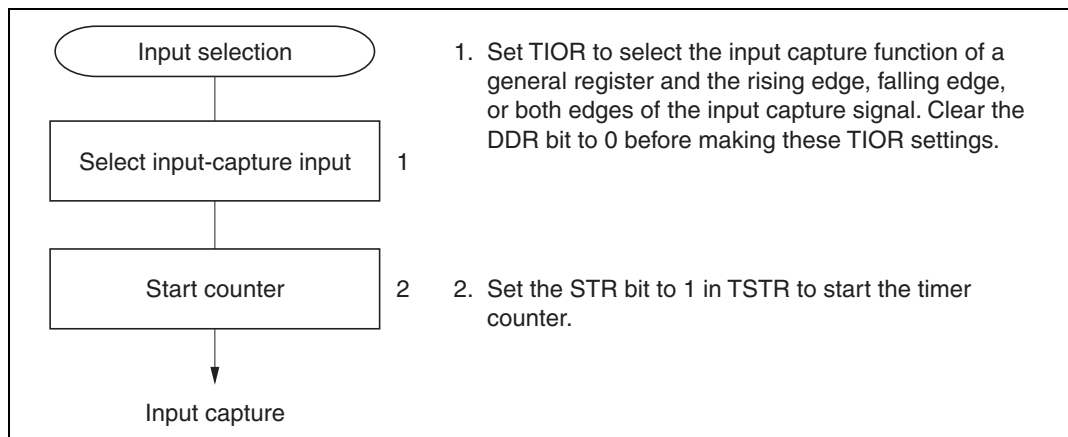 Input selection
1. Set TIOR to select the input capture function of a
general register and the rising edge, falling edge,
or both edges of the input capture signal. Clear the
DDR bit to 0 before making these TIOR settings.
Select input-capture input 1
Start counter 2
2. Set the STR bit to 1 in TSTR to start the timer
counter.
Input capture